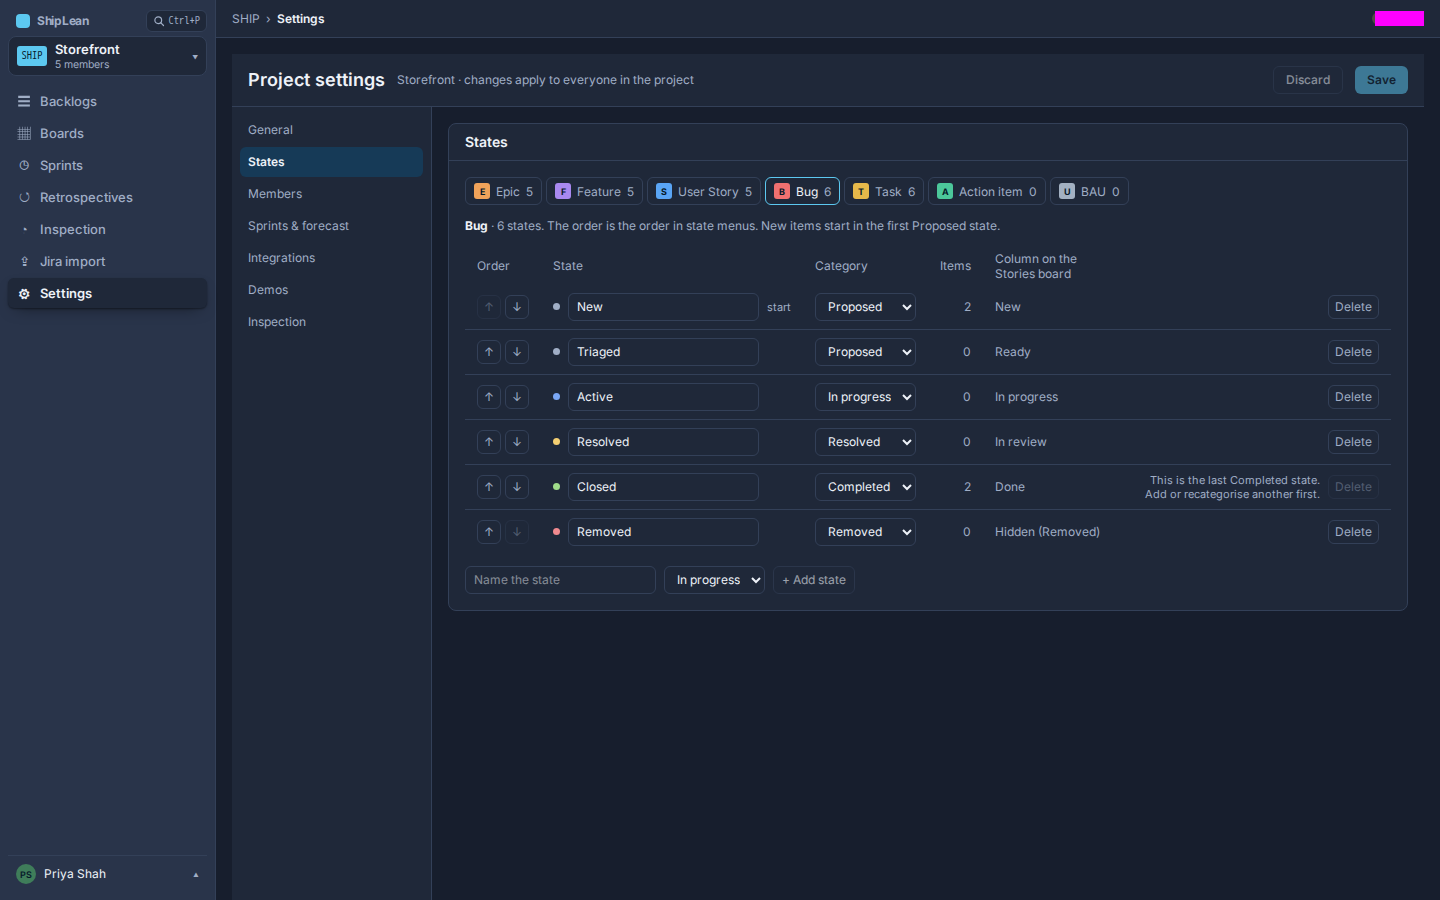 ShipLean
Ctrl+P
SHIP
Storefront
5 members
Backlogs
Boards
Sprints
Retrospectives
Inspection
Jira import
Settings
PS
Priya Shah
SHIP › Settings
Project settings
Storefront · changes apply to everyone in the project
Discard
Save
General
States
Members
Sprints & forecast
Integrations
Demos
Inspection
States
E Epic 5
F Feature 5
S User Story 5
B Bug 6
T Task 6
A Action item 0
U BAU 0
Bug · 6 states. The order is the order in state menus. New items start in the first Proposed state.
Order
State
Category
Items
Column on the
Stories board
↑ ↓ New start Proposed 2 New Delete
↑ ↓ Triaged Proposed 0 Ready Delete
↑ ↓ Active In progress 0 In progress Delete
↑ ↓ Resolved Resolved 0 In review Delete
↑ ↓ Closed Completed 2 Done
This is the last Completed state.
Add or recategorise another first.
Delete
↑ ↓ Removed Removed 0 Hidden (Removed) Delete
Name the state
In progress
+ Add state